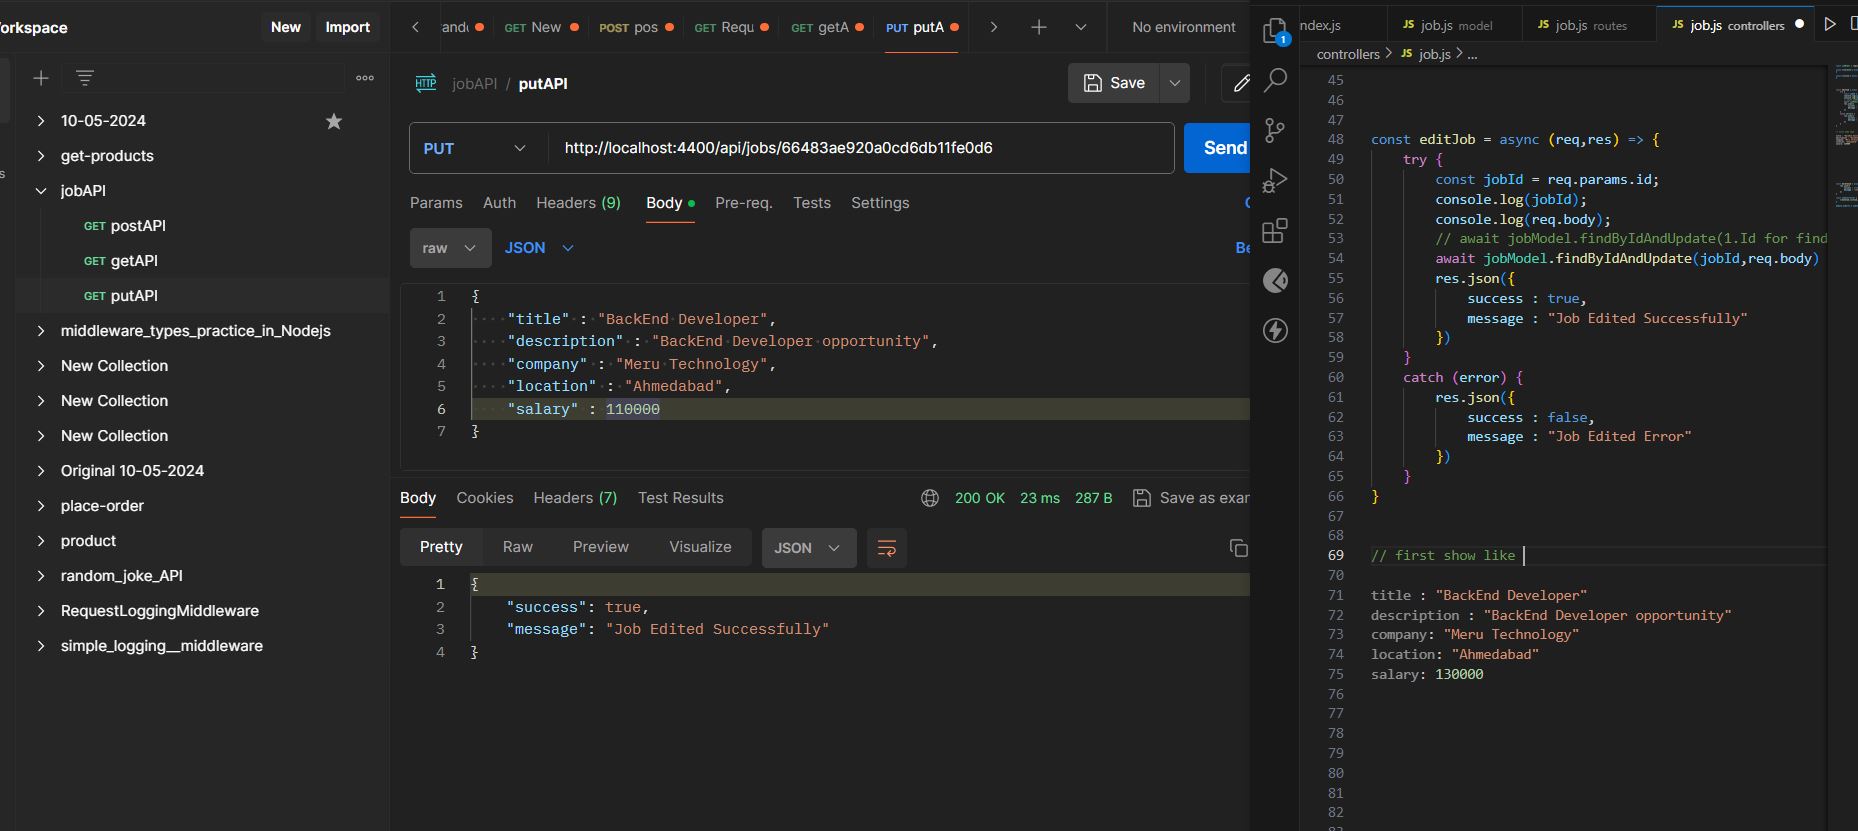 orkspace
New
Import
10-05-2024
get-products
jobAPI
GET postAPI
GET getAPI
GET putAPI
middleware_types_practice_in_Nodejs
New Collection
New Collection
New Collection
Original 10-05-2024
place-order
product
random_joke_API
RequestLoggingMiddleware
simple_logging__middleware
GET New
POST pos
GET Requ
GET getA
PUT putA
No environment
HTTP jobAPI / putAPI
Save
PUT
http://localhost:4400/api/jobs/66483ae920a0cd6db11fe0d6
Send
Params Auth Headers (9) Body Pre-req. Tests Settings
raw JSON Be
1 {
2 "title" : "BackEnd Developer",
3 "description" : "BackEnd Developer opportunity",
4 "company" : "Meru Technology",
5 "location" : "Ahmedabad",
6 "salary" : 110000
7 }
Body Cookies Headers (7) Test Results
200 OK 23 ms 287 B Save as exar
Pretty Raw Preview Visualize JSON
1 {
2 "success": true,
3 "message": "Job Edited Successfully"
4 }
1
ndex.js
JS job.js model
JS job.js routes
JS job.js controllers
controllers > JS job.js > ...
45
46
47
48 const editJob = async (req,res) => {
49 try {
50 const jobId = req.params.id;
51 console.log(jobId);
52 console.log(req.body);
53 // await jobModel.findByIdAndUpdate(1.Id for find
54 await jobModel.findByIdAndUpdate(jobId,req.body)
55 res.json({
56 success : true,
57 message : "Job Edited Successfully"
58 })
59 }
60 catch (error) {
61 res.json({
62 success : false,
63 message : "Job Edited Error"
64 })
65 }
66 }
67
68
69 // first show like
70
71 title : "BackEnd Developer"
72 description : "BackEnd Developer opportunity"
73 company: "Meru Technology"
74 location: "Ahmedabad"
75 salary: 130000
76
77
78
79
80
81
82